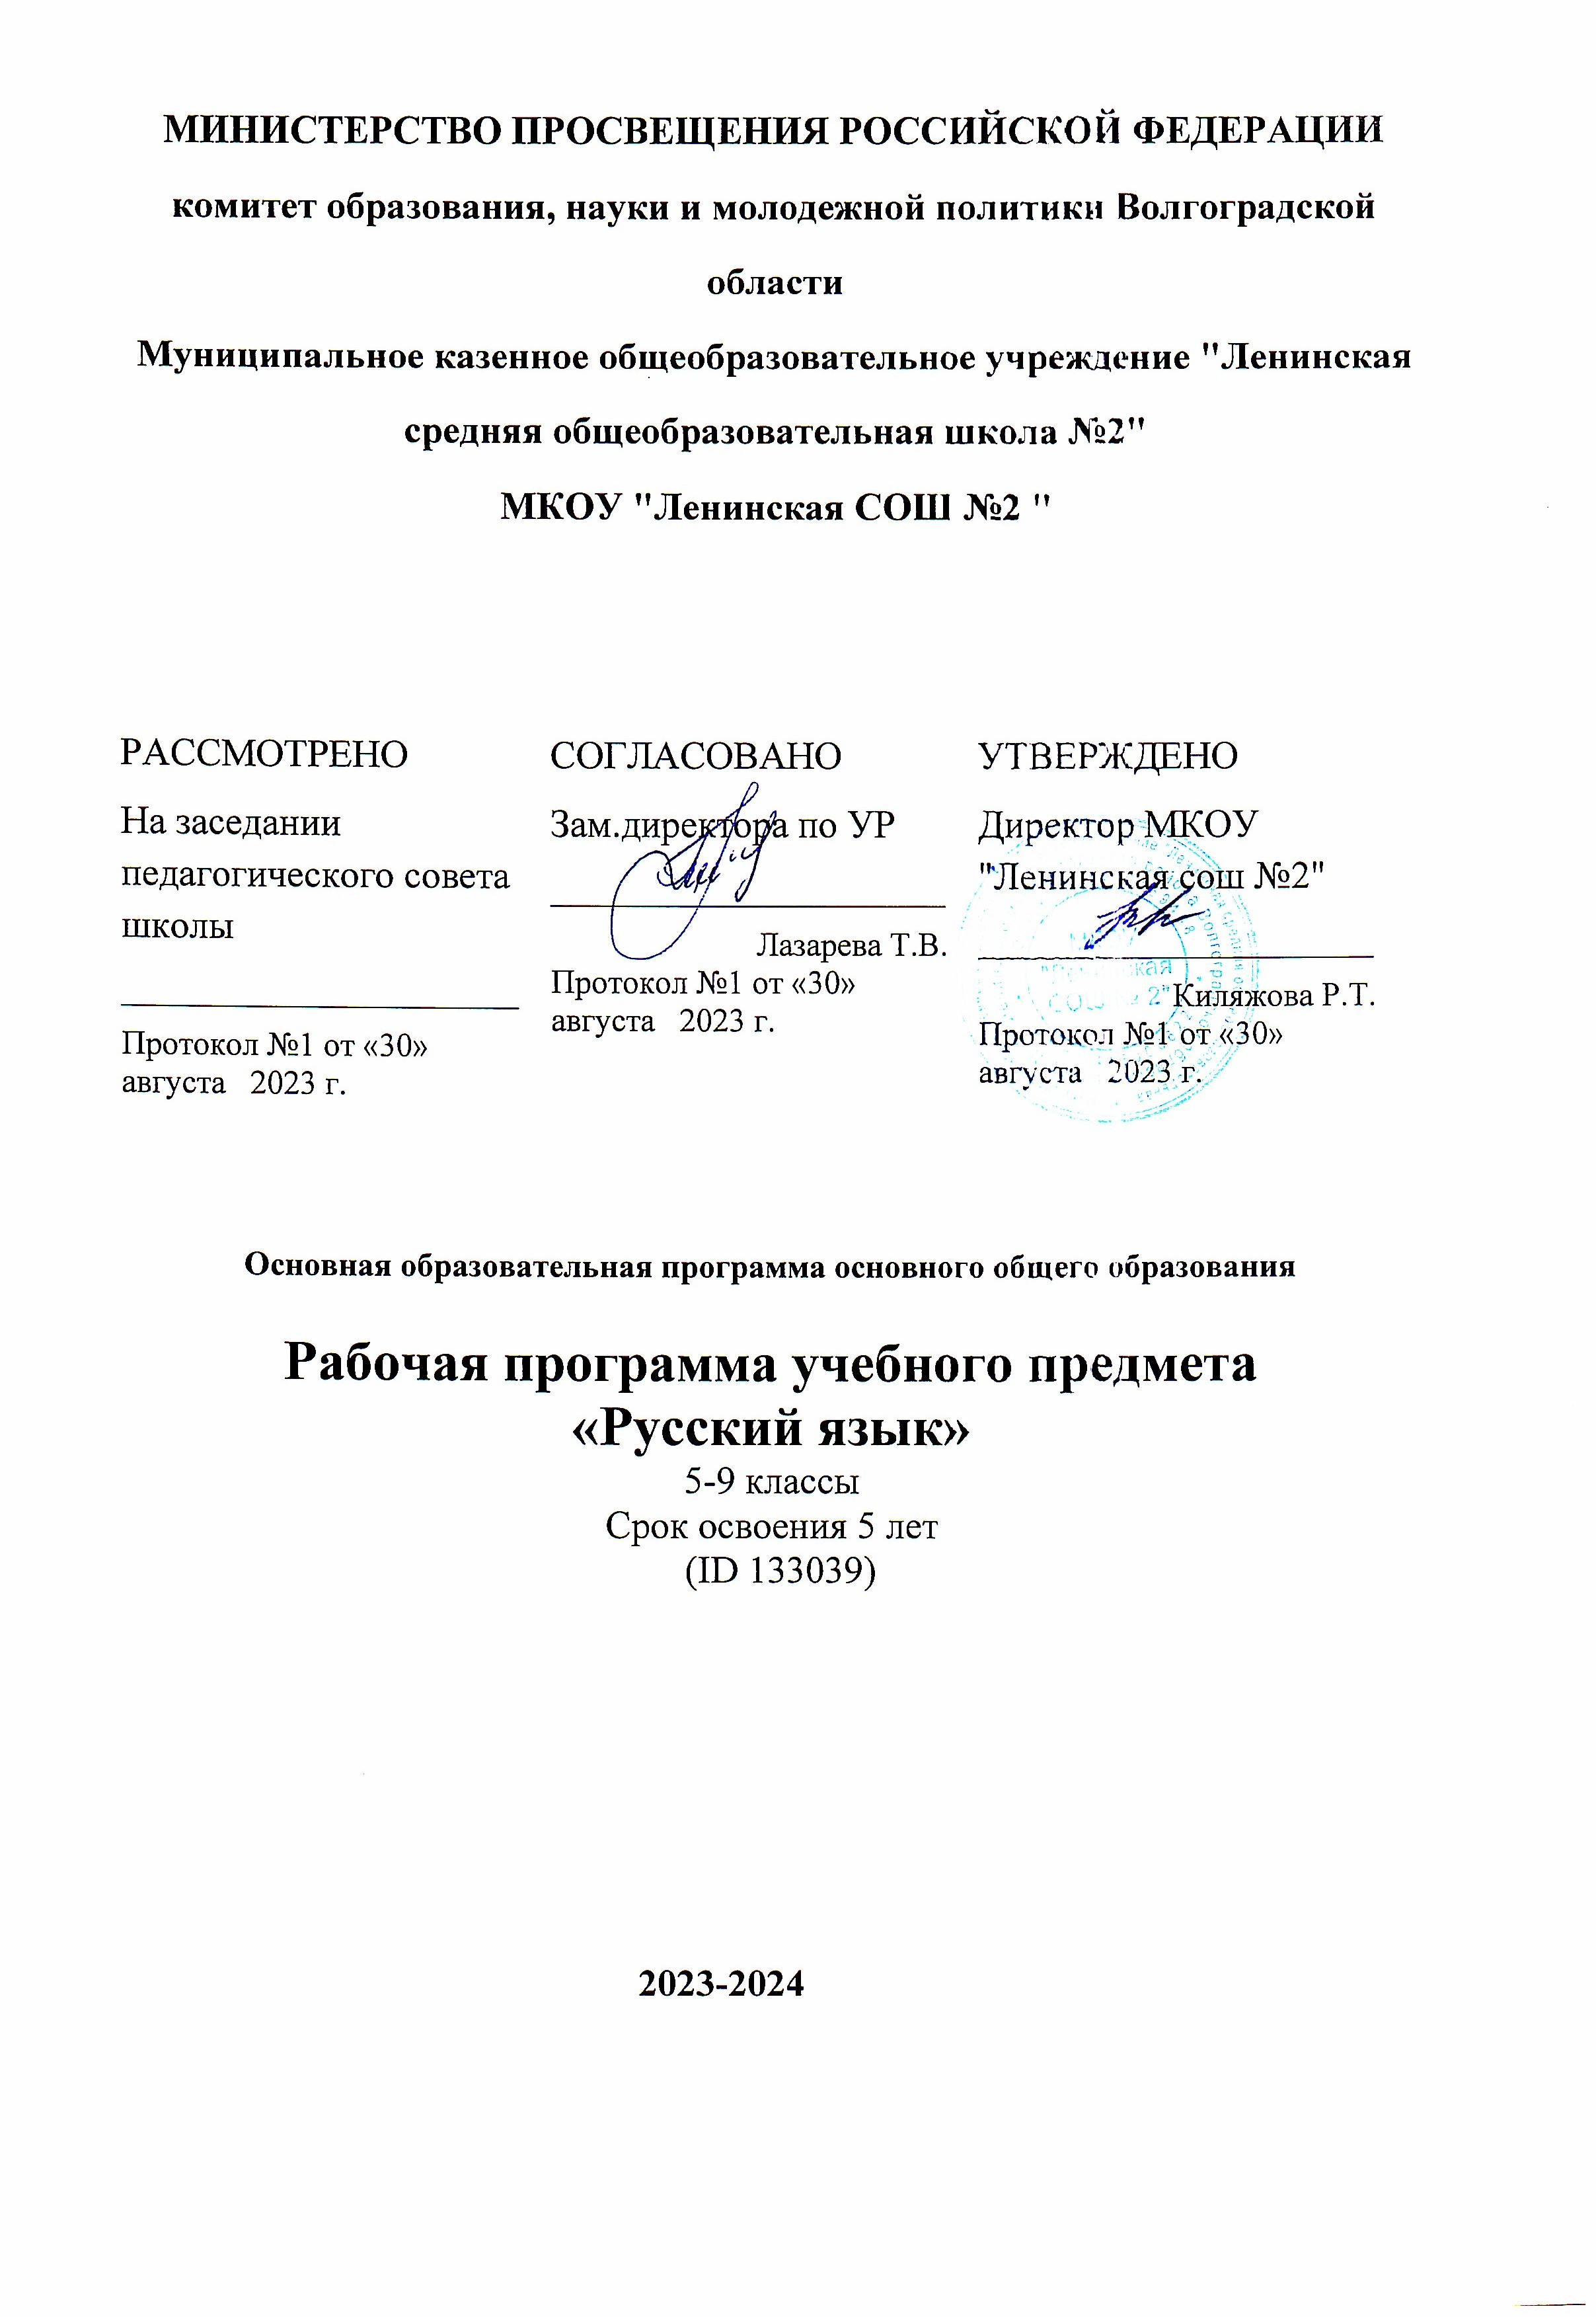 МИНИСТЕРСТВО ПРОСВЕЩЕНИЯ РОССИЙСКОЙ ФЕДЕРАЦИИ
комитет образования, науки и молодежной политики Волгоградской
области
Муниципальное казенное общеобразовательное учреждение "Ленинская
средняя общеобразовательная школа №2"
МКОУ "Ленинская СОШ №2 "
РАССМОТРЕНО
На заседании
педагогического совета
школы
Протокол №1 от «30»
августа 2023 г.
СОГЛАСОВАНО
Зам.директора по УР
Лазарева Т.В.
Протокол №1 от «30»
августа 2023 г.
УТВЕРЖДЕНО
Директор МКОУ
"Ленинская сош №2"
Киляжова Р.Т.
Протокол №1 от «30»
августа 2023 г.
Основная образовательная программа основного общего образования
Рабочая программа учебного предмета
«Русский язык»
5-9 классы
Срок освоения 5 лет
(ID 133039)
2023-2024